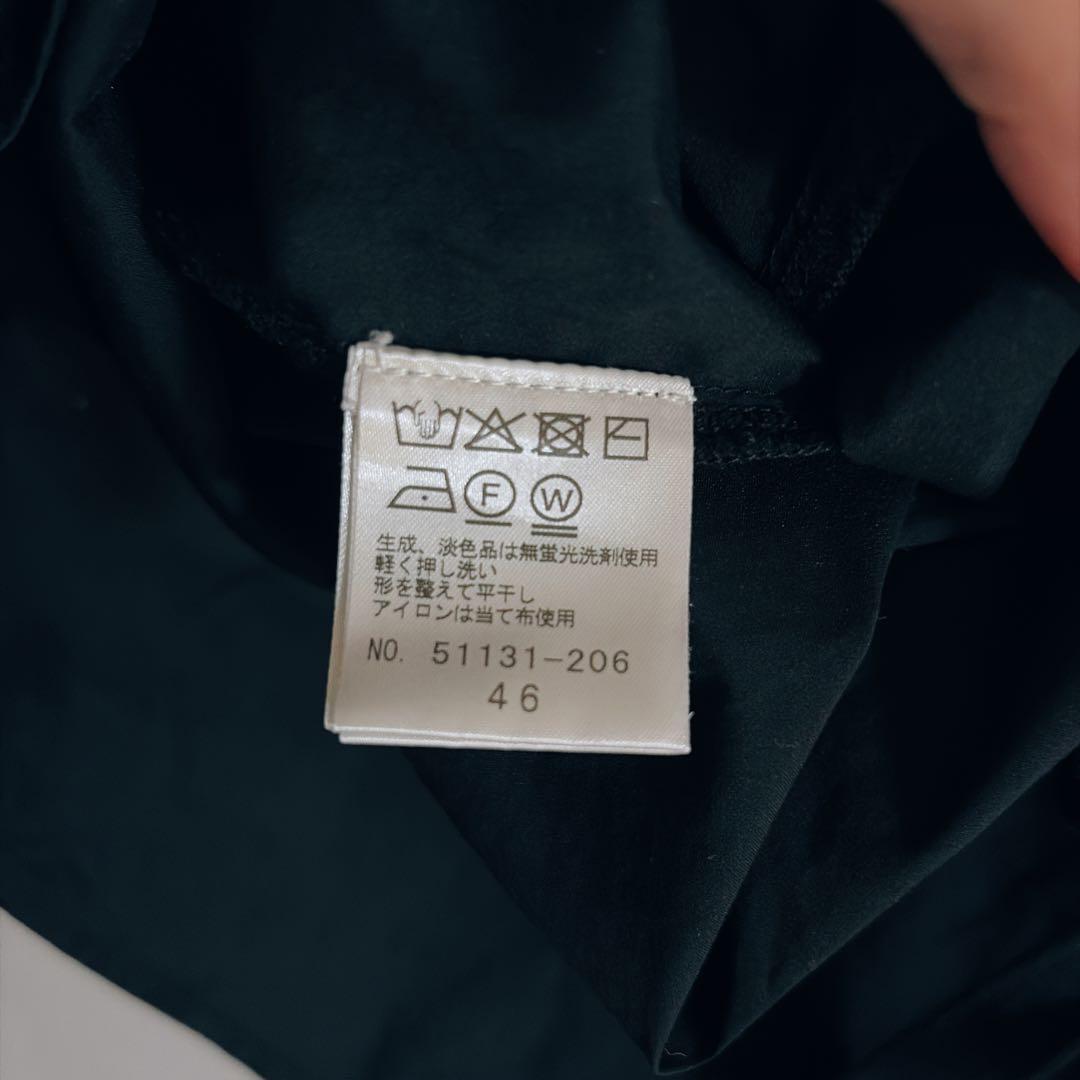 F W
生成、淡色品は無蛍光洗剤使用
軽く押し洗い
形を整えて平干し
アイロンは当て布使用
NO. 51131-206
46